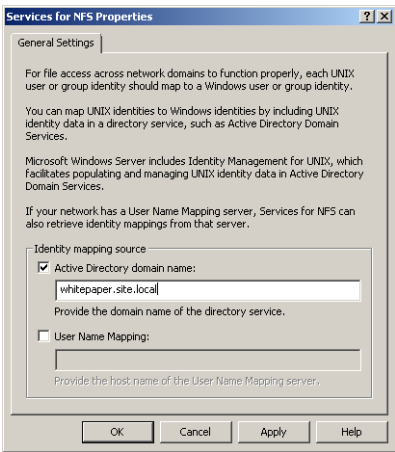 Services for NFS Properties
General Settings
For file access across network domains to function properly, each UNIX
user or group identity should map to a Windows user or group identity.
You can map UNIX identities to Windows identities by including UNIX
identity data in a directory service, such as Active Directory Domain
Services.
Microsoft Windows Server includes Identity Management for UNIX, which
facilitates populating and managing UNIX identity data in Active Directory
Domain Services.
If your network has a User Name Mapping server, Services for NFS can
also retrieve identity mappings from that server.
Identity mapping source
Active Directory domain name:
whitepaper.site.local
Provide the domain name of the directory service.
User Name Mapping:
Provide the host name of the User Name Mapping server.
OK Cancel Apply Help